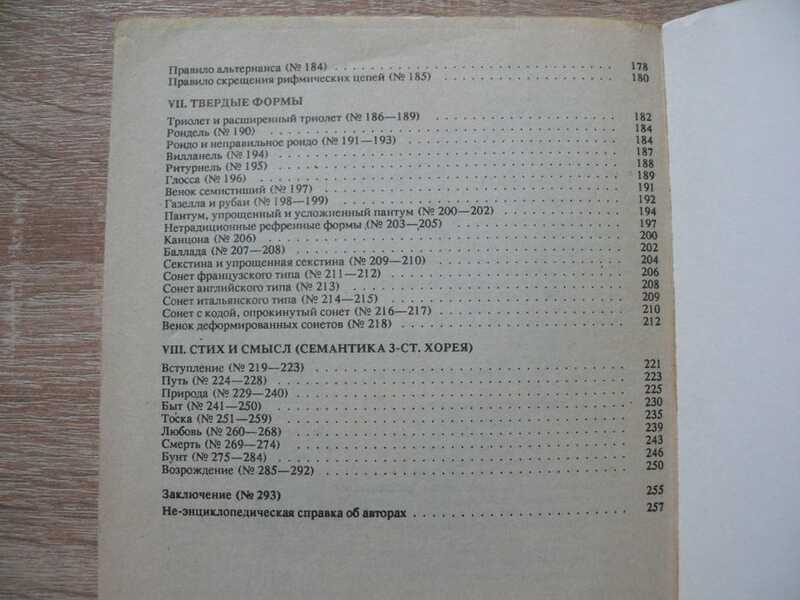 Правило альтернанса (№ 184) . . . . . . . . . . . . . . . . . . . . 178
Правило скрещения рифмических цепей (№ 185) . . . . . . . . . . . . 180
VII. ТВЕРДЫЕ ФОРМЫ
Триолет и расширенный триолет (№ 186—189) . . . . . . . . . . . . 182
Рондель (№ 190) . . . . . . . . . . . . . . . . . . . . 184
Рондо и неправильное рондо (№ 191—193) . . . . . . . . . . . . 184
Вилланель (№ 194) . . . . . . . . . . . . . . . . . . . . 187
Ритурнель (№ 195) . . . . . . . . . . . . . . . . . . . . 188
Глосса (№ 196) . . . . . . . . . . . . . . . . . . . . 189
Венок семистиший (№ 197) . . . . . . . . . . . . . . . . 191
Газелла и рубаи (№ 198—199) . . . . . . . . . . . . . . . . 192
Пантум, упрощенный и усложненный пантум (№ 200—202) . . . . . . . . 194
Нетрадиционные рефренные формы (№ 203—205) . . . . . . . . . . 197
Канцона (№ 206) . . . . . . . . . . . . . . . . . . . . 200
Баллада (№ 207—208) . . . . . . . . . . . . . . . . . . 202
Секстина и упрощенная секстина (№ 209—210) . . . . . . . . . . 204
Сонет французского типа (№ 211—212) . . . . . . . . . . . . 206
Сонет английского типа (№ 213) . . . . . . . . . . . . . . 208
Сонет итальянского типа (№ 214—215) . . . . . . . . . . . . 209
Сонет с кодой, опрокинутый сонет (№ 216—217) . . . . . . . . . . 210
Венок деформированных сонетов (№ 218) . . . . . . . . . . . . 212
VIII. СТИХ И СМЫСЛ (СЕМАНТИКА 3-СТ. ХОРЕЯ)
Вступление (№ 219—223) . . . . . . . . . . . . . . . . . . 221
Путь (№ 224—228) . . . . . . . . . . . . . . . . . . . . 223
Природа (№ 229—240) . . . . . . . . . . . . . . . . . . 225
Быт (№ 241—250) . . . . . . . . . . . . . . . . . . . . 230
Тоска (№ 251—259) . . . . . . . . . . . . . . . . . . . . 235
Любовь (№ 260—268) . . . . . . . . . . . . . . . . . . 239
Смерть (№ 269—274) . . . . . . . . . . . . . . . . . . 243
Бунт (№ 275—284) . . . . . . . . . . . . . . . . . . . . 246
Возрождение (№ 285—292) . . . . . . . . . . . . . . . . 250
Заключение (№ 293) 255
Не-энциклопедическая справка об авторах . . . . . . . . . . . . 257